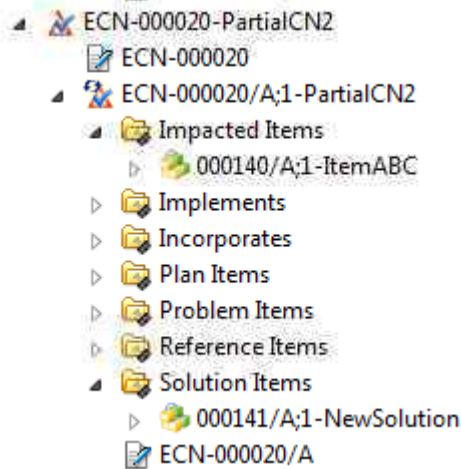 ECN-000020-PartialCN2
ECN-000020
ECN-000020/A;1-PartialCN2
Impacted Items
000140/A;1-ItemABC
Implements
Incorporates
Plan Items
Problem Items
Reference Items
Solution Items
000141/A;1-NewSolution
ECN-000020/A